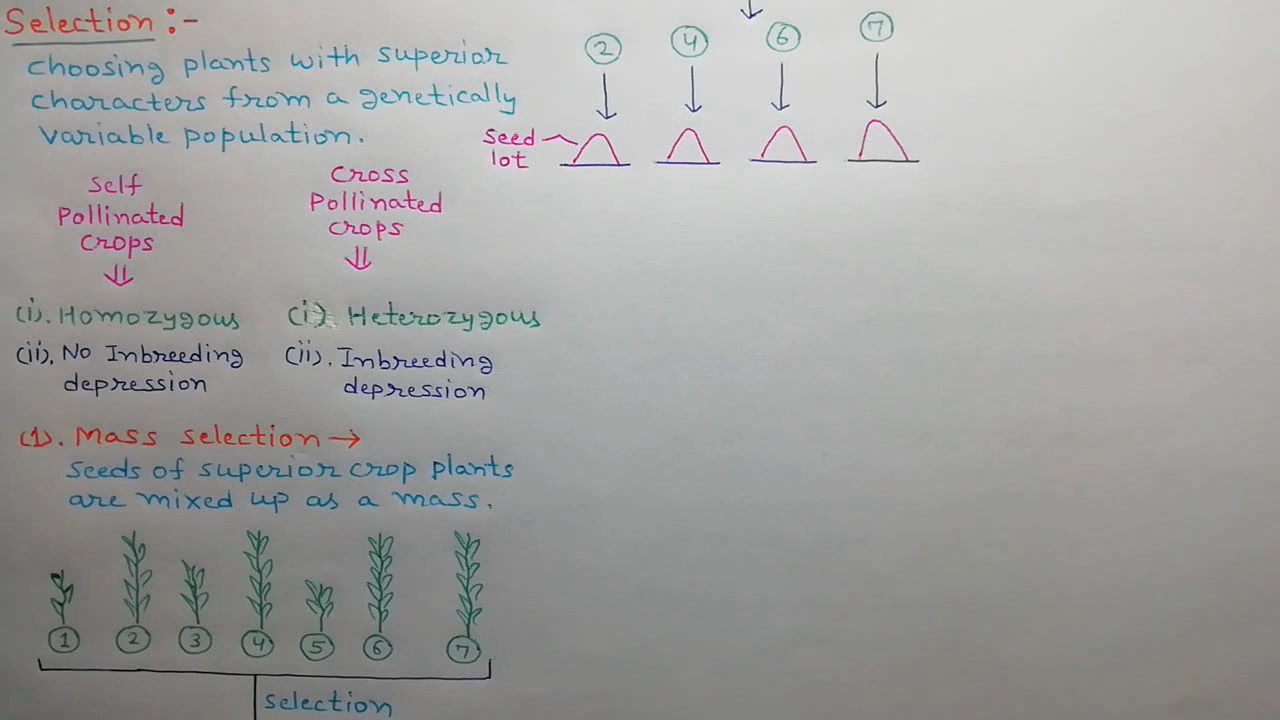 Selection :-
choosing plants with superior
characters from a genetically
variable population.
Self
Pollinated
crops
Cross
Pollinated
crops
(i). Homozygous
(ii). No Inbreeding
depression
(i) Heterozygous
(ii). Inbreeding
depression
(1). Mass selection →
Seeds of superior crop plants
are mixed up as a mass.
1 2 3 4 5 6 7
selection
2 4 6 7
Seed
lot